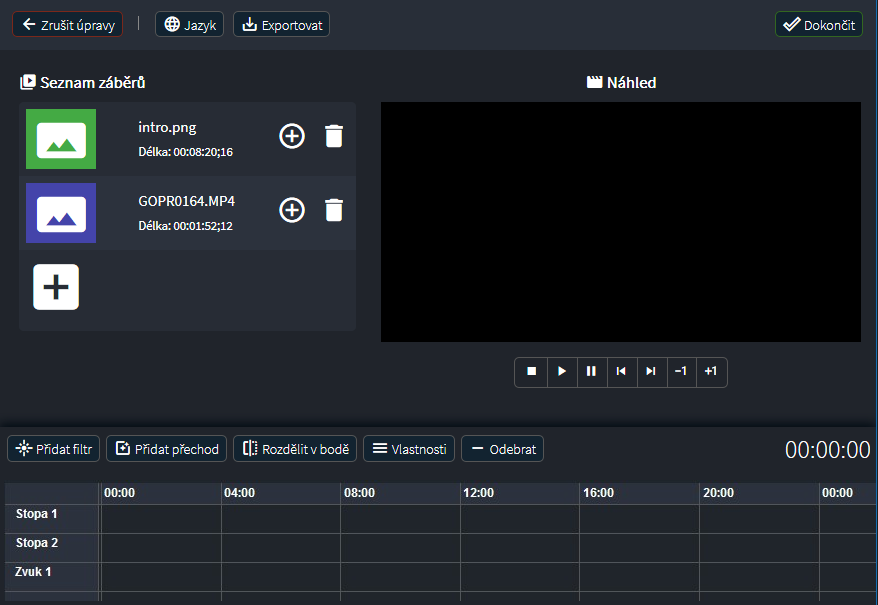 Zrušit úpravy | Jazyk Exportovat Dokončit
Seznam záběrů
Náhled
intro.png
Délka: 00:08:20;16
GOPR0164.MP4
Délka: 00:01:52;12
−1 +1
Přidat filtr Přidat přechod Rozdělit v bodě Vlastnosti Odebrat 00:00:00
00:00 04:00 08:00 12:00 16:00 20:00 00:00
Stopa 1
Stopa 2
Zvuk 1